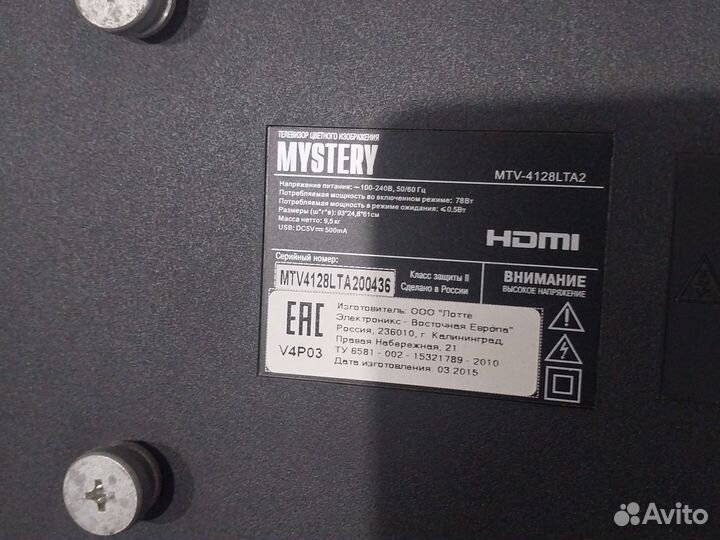 ТЕЛЕВИЗОР ЦВЕТНОГО ИЗОБРАЖЕНИЯ
MYSTERY
MTV-4128LTA2
Напряжение питания: ~100-240В, 50/60 Гц
Потребляемая мощность во включенном режиме: 78Вт
Потребляемая мощность в режиме ожидания: ⩽0.5Вт
Размеры (ш*г*в): 93*24,8*61см
Масса нетто: 9,5кг
USB: DC5V⎓500mA
HDMI
Серийный номер:
MTV4128LTA200436
Класс защиты II
Сделано в России
ВНИМАНИЕ
ВЫСОКОЕ НАПРЯЖЕНИЕ
EAC
V4P03
Изготовитель: ООО "Лотте
Электроникс - Восточная Европа"
Россия, 236010, г. Калининград,
Правая Набережная, 21
ТУ 6581 - 002 - 15321789 - 2010
Дата изготовления: 03 2015
Avito